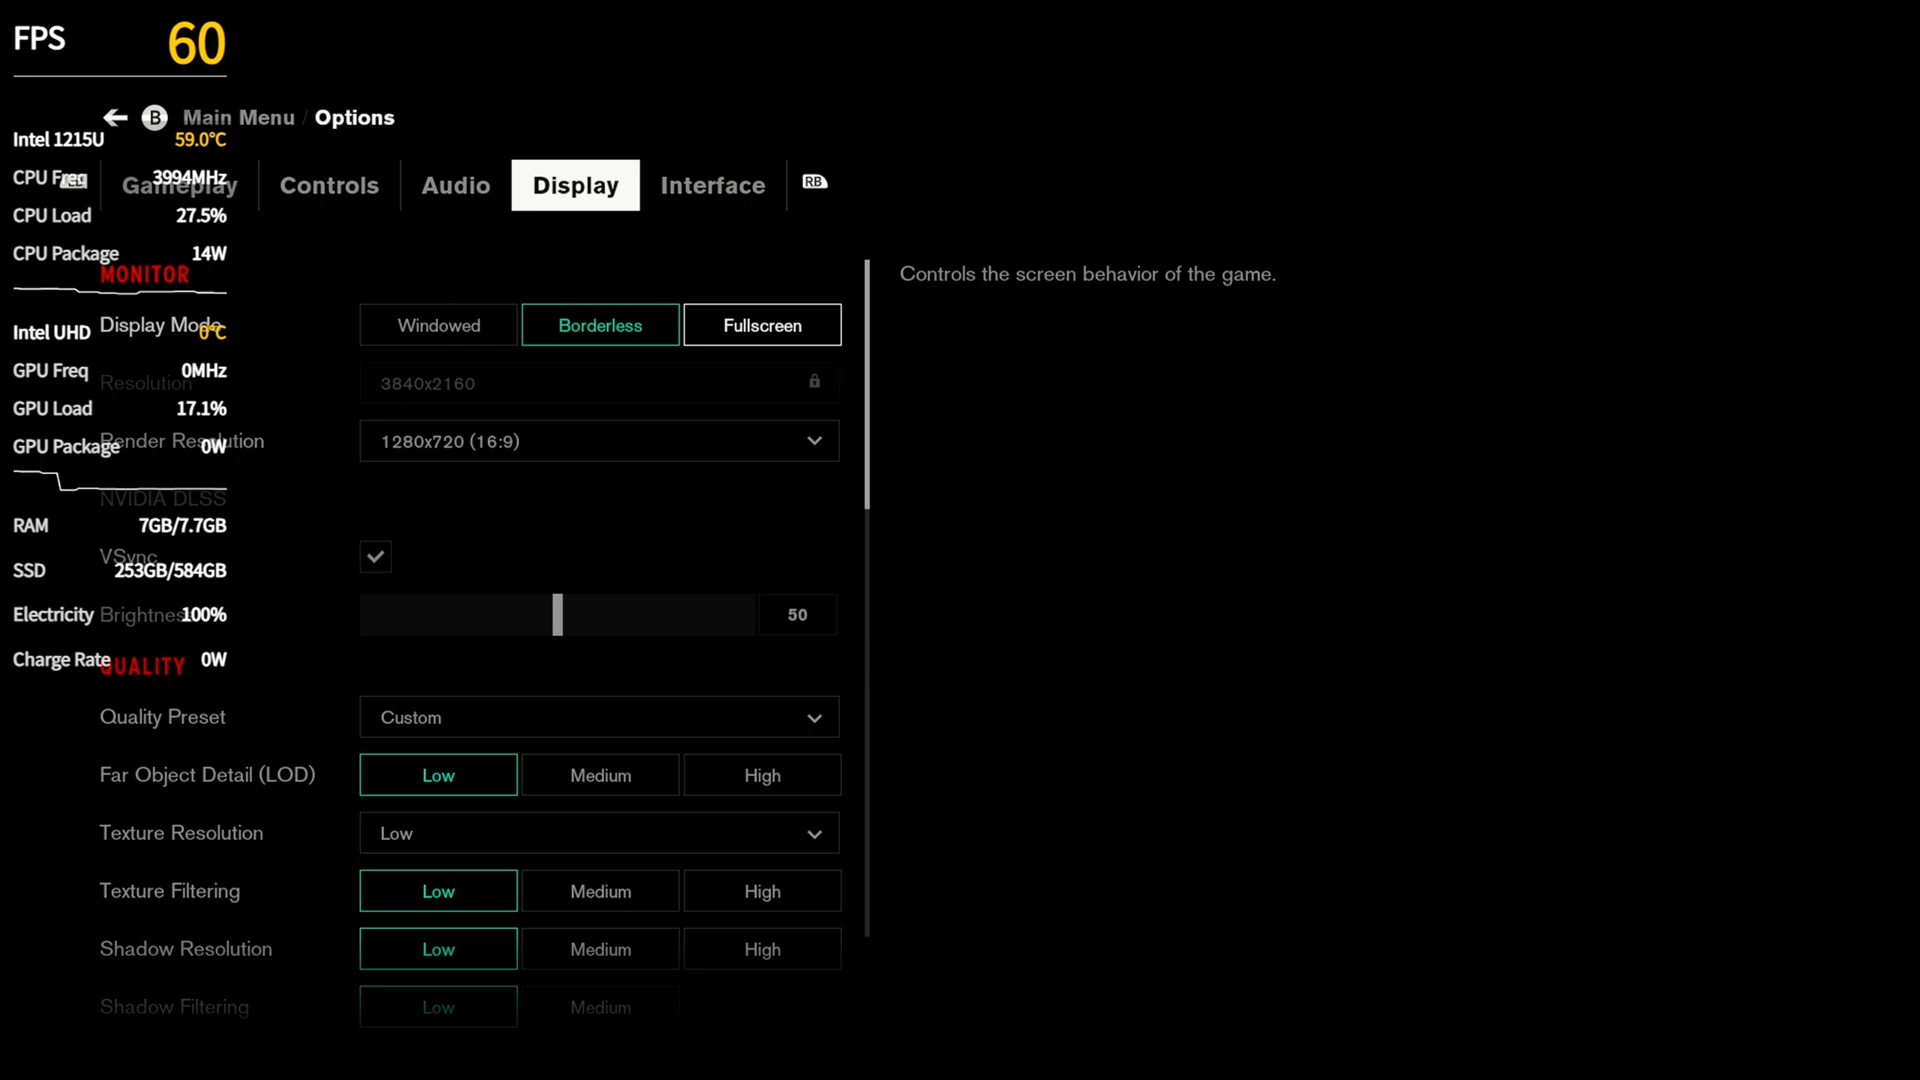 FPS 60
B Main Menu / Options
Intel 1215U 59.0°C
CPU Freq 3994MHz
Gameplay Controls Audio Display Interface RB
CPU Load 27.5%
CPU Package 14W
MONITOR
Controls the screen behavior of the game.
Display Mode Windowed Borderless Fullscreen
Intel UHD 0°C
GPU Freq 0MHz
Resolution 3840x2160
GPU Load 17.1%
Render Resolution 1280x720 (16:9)
GPU Package 0W
NVIDIA DLSS
RAM 7GB/7.7GB
VSync
SSD 253GB/584GB
Electricity 100%
Brightness 50
Charge Rate 0W
QUALITY
Quality Preset Custom
Far Object Detail (LOD) Low Medium High
Texture Resolution Low
Texture Filtering Low Medium High
Shadow Resolution Low Medium High
Shadow Filtering Low Medium